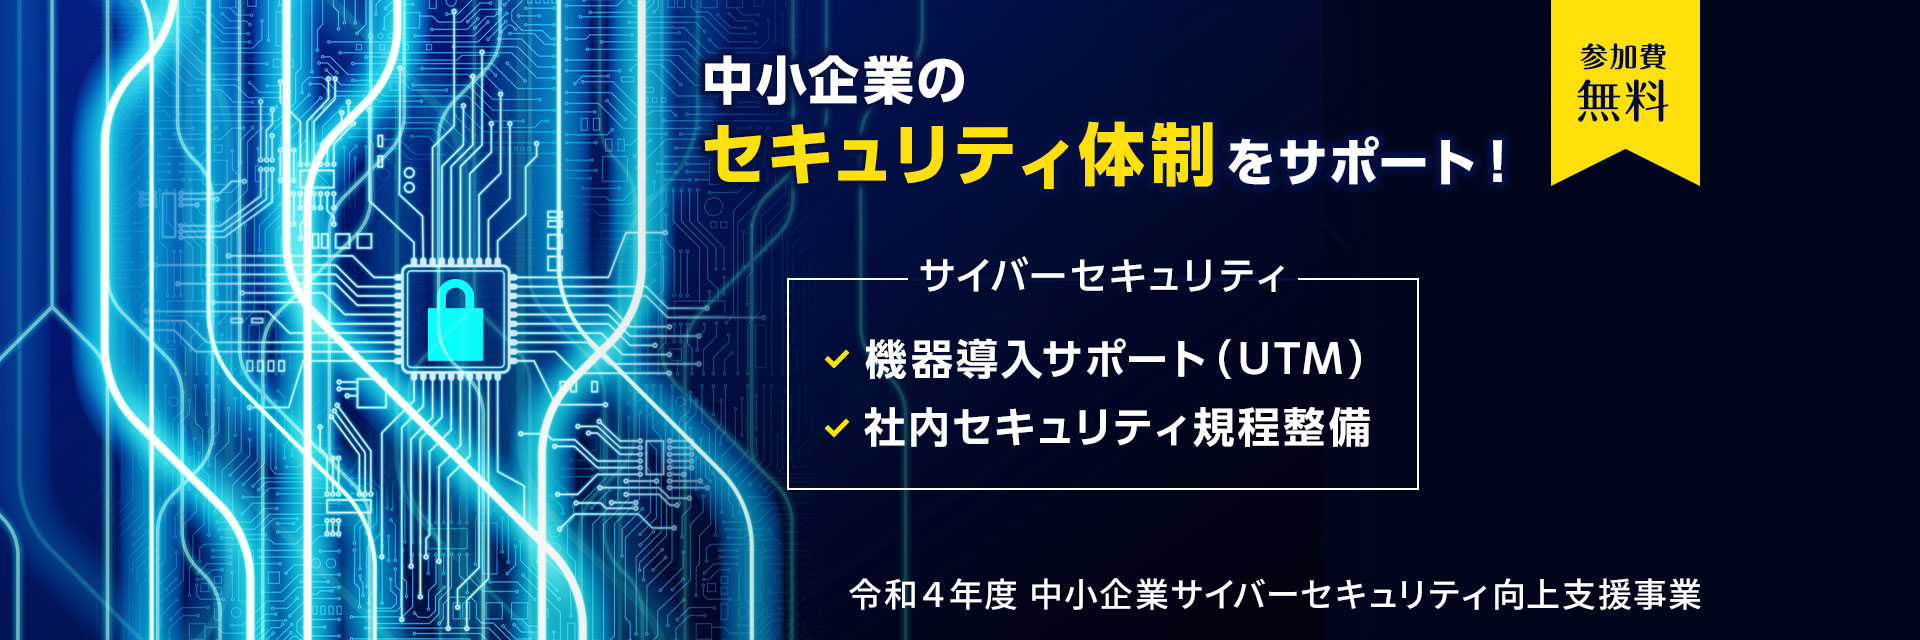 中小企業の
セキュリティ体制をサポート！
参加費
無料
サイバーセキュリティ
機器導入サポート（UTM）
社内セキュリティ規程整備
令和４年度 中小企業サイバーセキュリティ向上支援事業